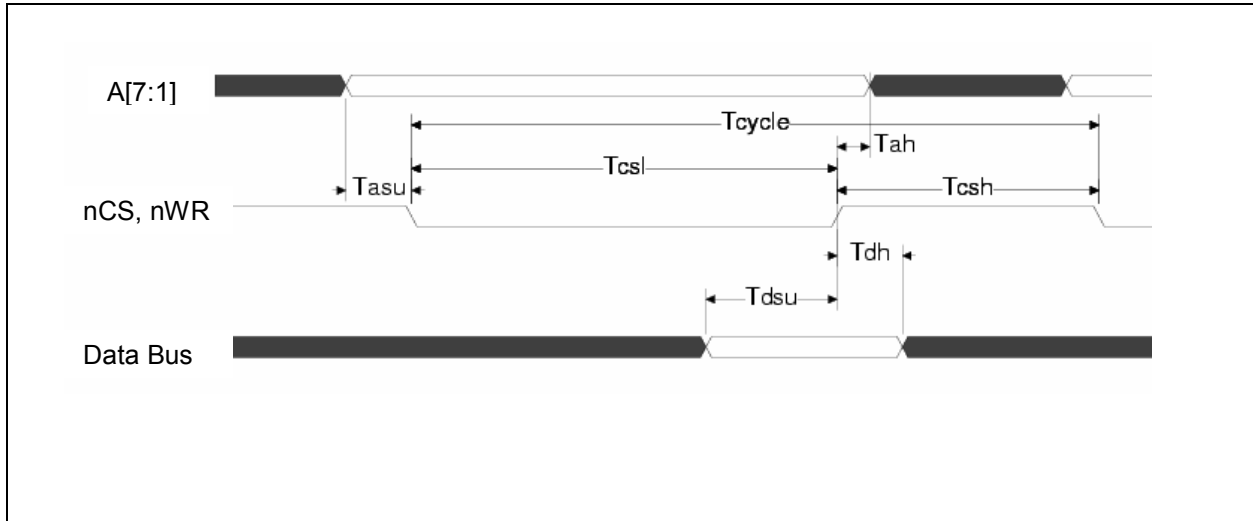 A[7:1]
Tcycle
Tah
Tcsl
Tasu
Tcsh
nCS, nWR
Tdh
Tdsu
Data Bus